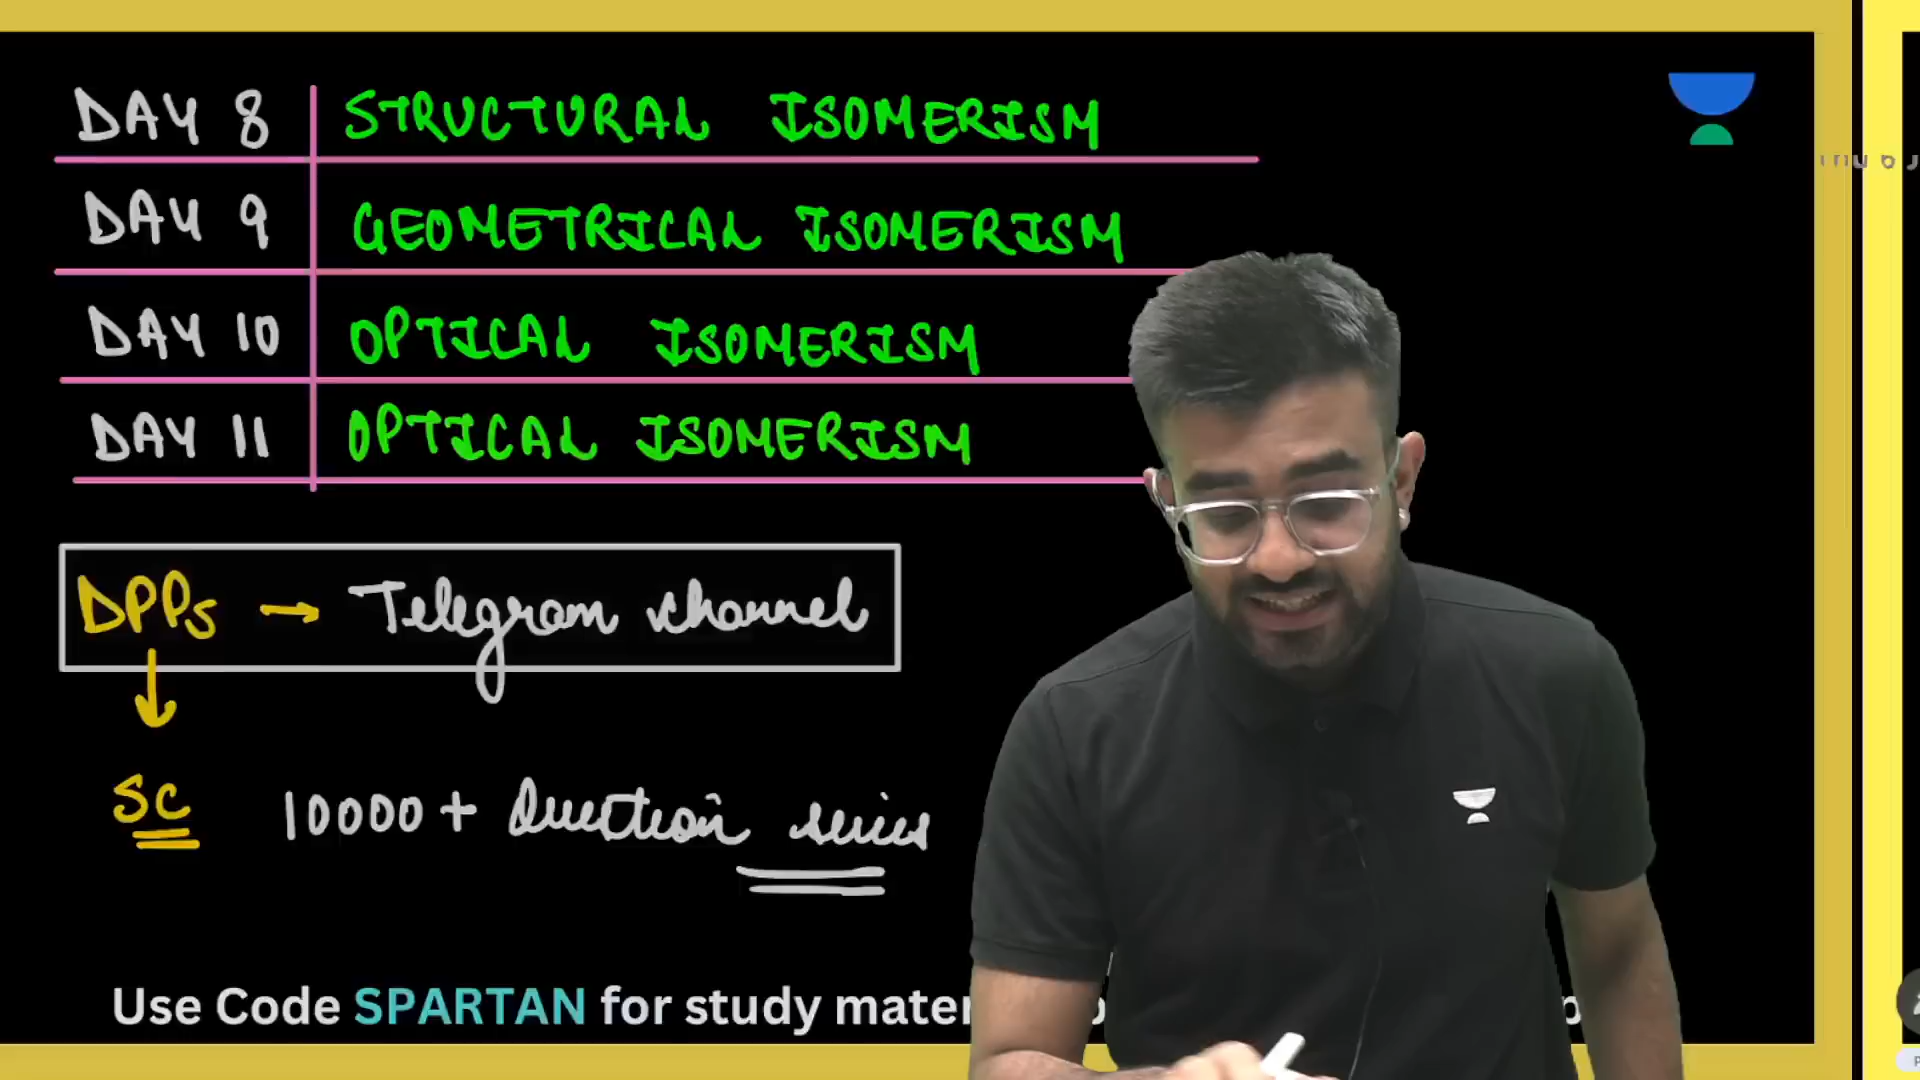 DAY 8 STRUCTURAL ISOMERISM
DAY 9 GEOMETRICAL ISOMERISM
DAY 10 OPTICAL ISOMERISM
DAY 11 OPTICAL ISOMERISM
DPPs → Telegram channel
↓
SC 10000+ Question series
Use Code SPARTAN for study mater